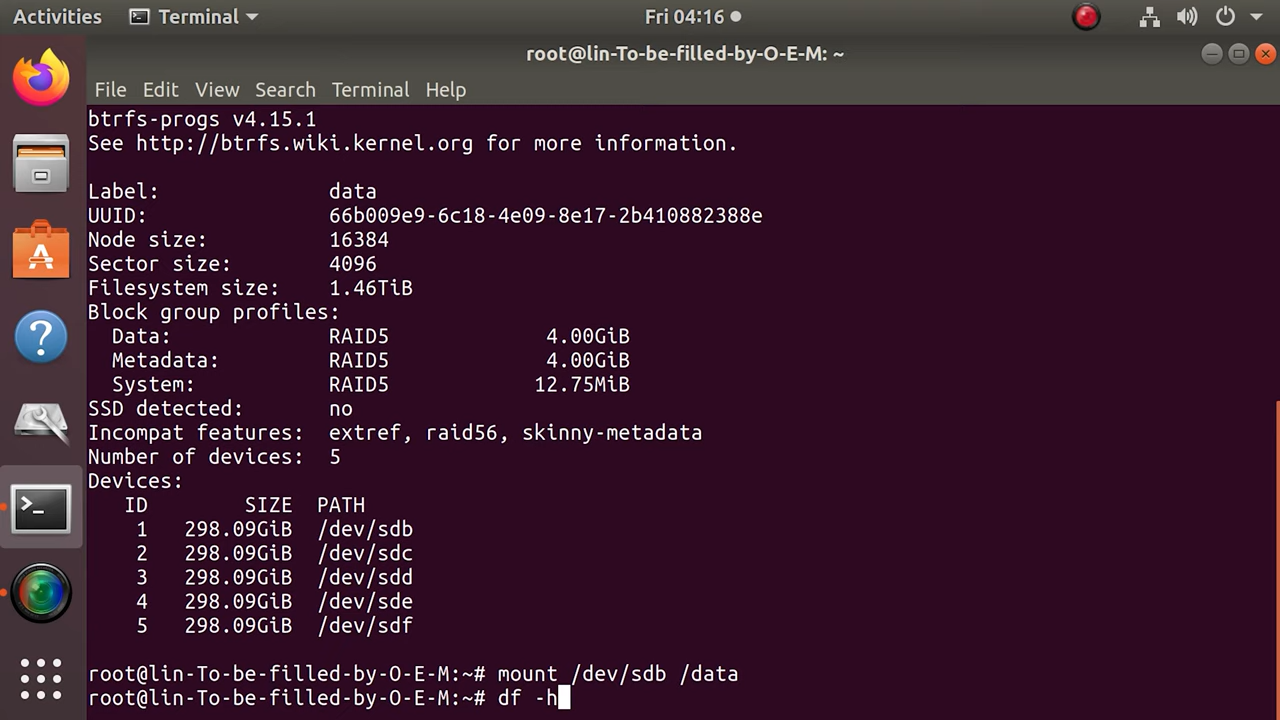 Activities Terminal Fri 04:16
root@lin-To-be-filled-by-O-E-M: ~
File Edit View Search Terminal Help
btrfs-progs v4.15.1
See http://btrfs.wiki.kernel.org for more information.
Label: data
UUID: 66b009e9-6c18-4e09-8e17-2b410882388e
Node size: 16384
Sector size: 4096
Filesystem size: 1.46TiB
Block group profiles:
Data: RAID5 4.00GiB
Metadata: RAID5 4.00GiB
System: RAID5 12.75MiB
SSD detected: no
Incompat features: extref, raid56, skinny-metadata
Number of devices: 5
Devices:
ID SIZE PATH
1 298.09GiB /dev/sdb
2 298.09GiB /dev/sdc
3 298.09GiB /dev/sdd
4 298.09GiB /dev/sde
5 298.09GiB /dev/sdf
root@lin-To-be-filled-by-O-E-M:~# mount /dev/sdb /data
root@lin-To-be-filled-by-O-E-M:~# df -h